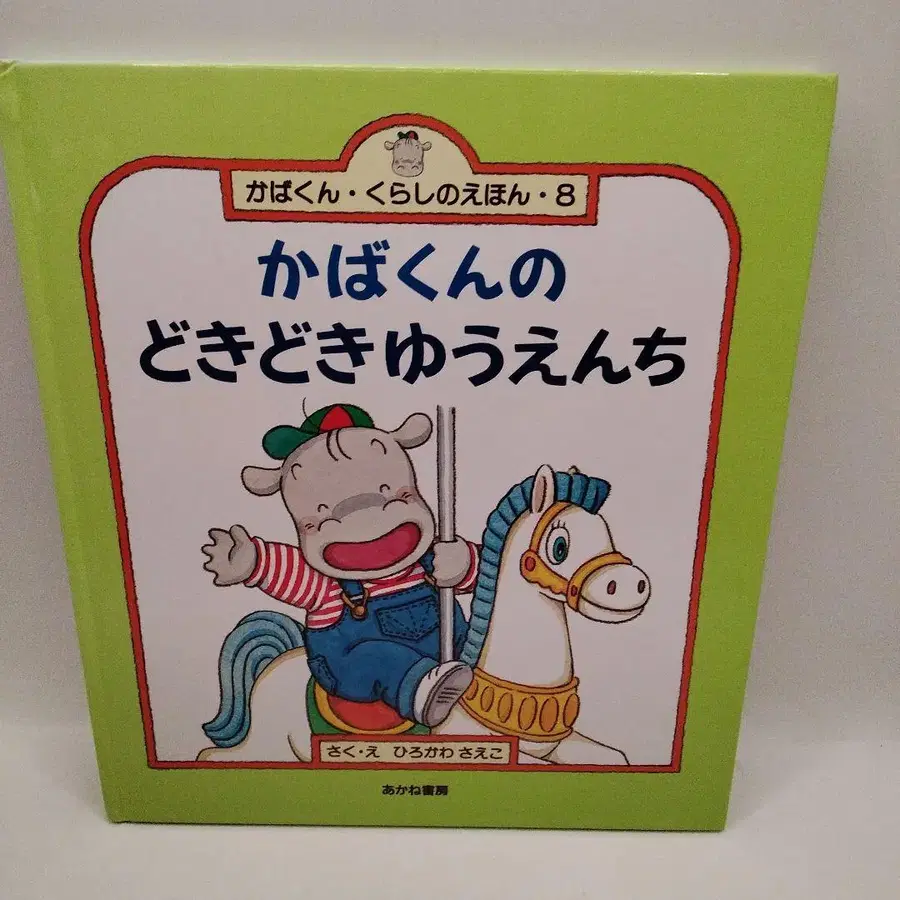 かばくん・くらしのえほん・8
かばくんの
どきどきゆうえんち
さく・え ひろかわ さえこ
あかね書房